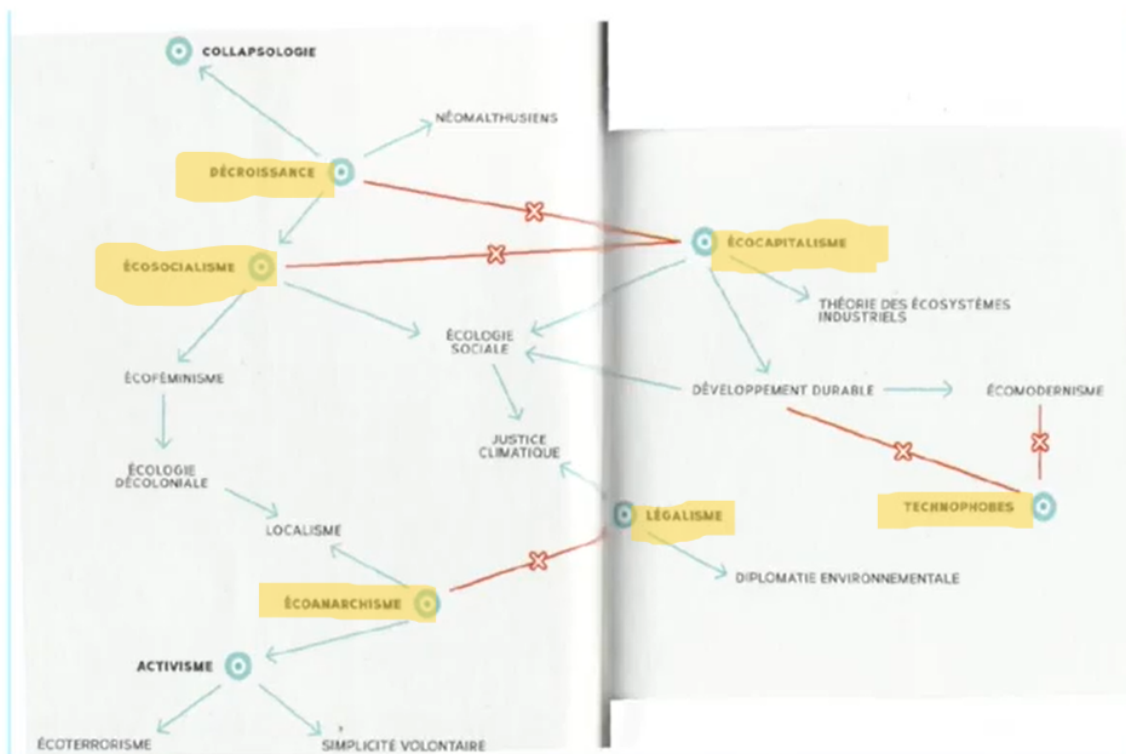 COLLAPSOLOGIE
NÉOMALTHUSIENS
DÉCROISSANCE
ÉCOSOCIALISME
ÉCOCAPITALISME
THÉORIE DES ÉCOSYSTÈMES
INDUSTRIELS
ÉCOLOGIE
SOCIALE
ÉCOFÉMINISME
DÉVELOPPEMENT DURABLE
ÉCOMODERNISME
JUSTICE
CLIMATIQUE
ÉCOLOGIE
DÉCOLONIALE
LOCALISME
LÉGALISME
TECHNOPHOBES
DIPLOMATIE ENVIRONNEMENTALE
ÉCOANARCHISME
ACTIVISME
ÉCOTERRORISME
SIMPLICITÉ VOLONTAIRE